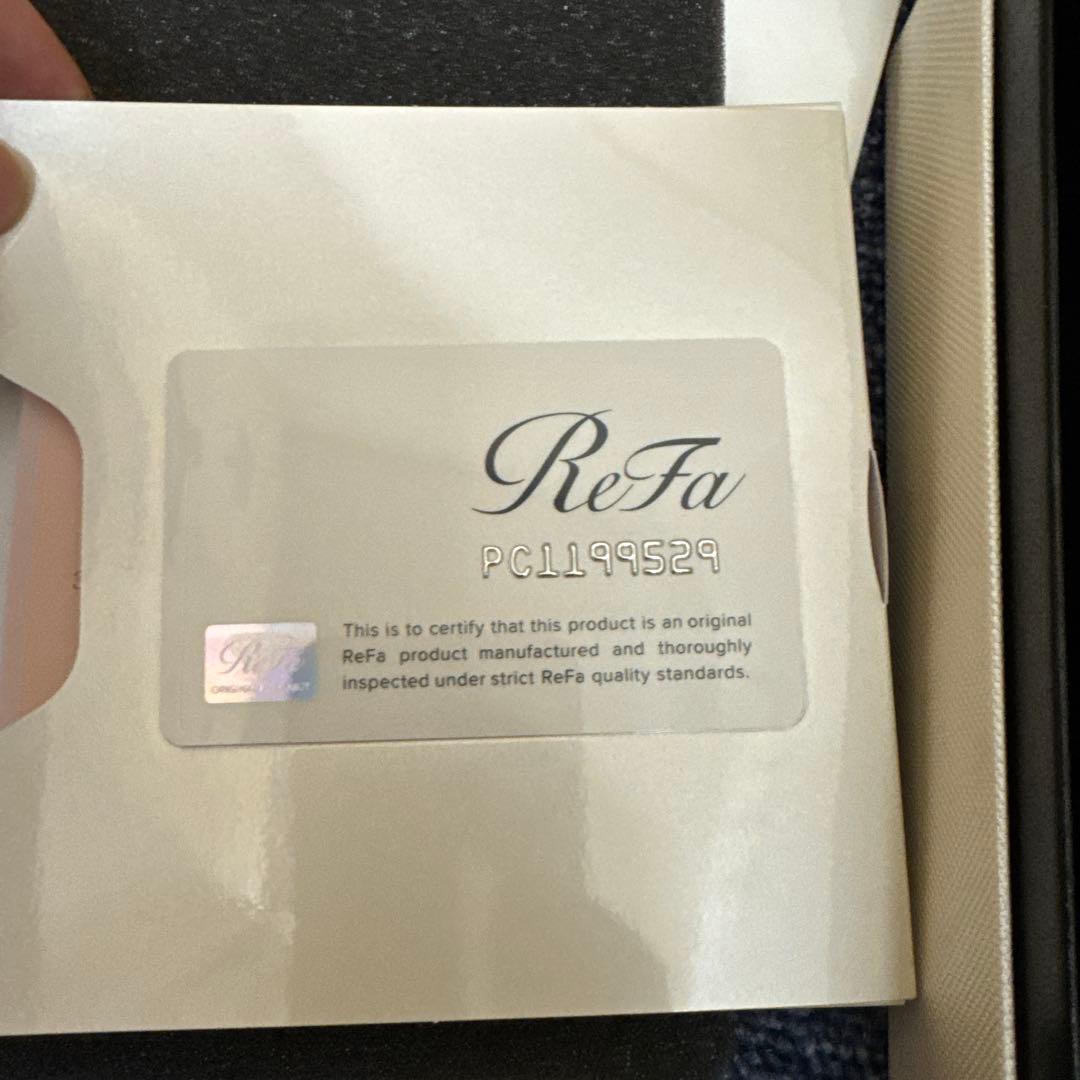 ReFa
PC1199529
This is to certify that this product is an original
ReFa product manufactured and thoroughly
inspected under strict ReFa quality standards.
ReFa